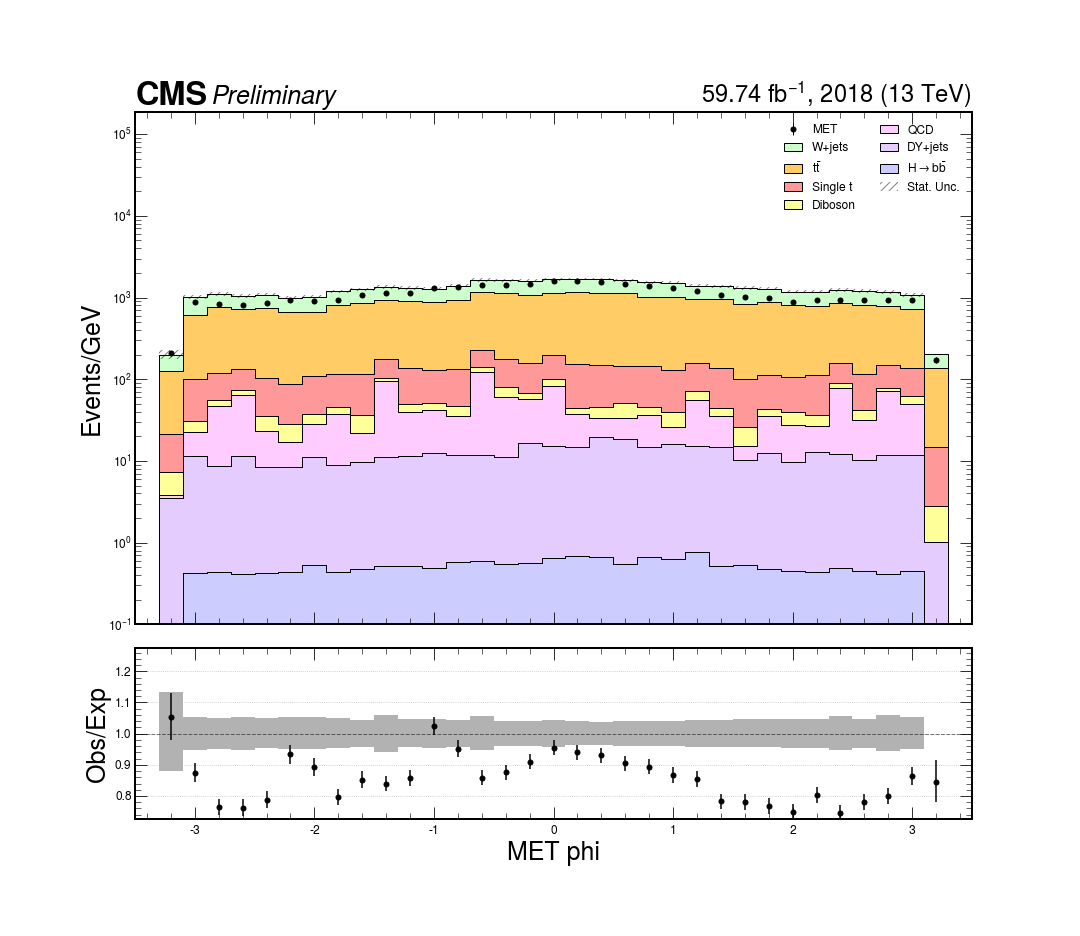 CMS Preliminary 59.74 fb⁻¹, 2018 (13 TeV)
MET QCD
W+jets DY+jets
tt̄ H→bb̄
Single t Stat. Unc.
Diboson
Events/GeV
10⁵
10⁴
10³
10²
10¹
10⁰
10⁻¹
Obs/Exp
1.2
1.1
1.0
0.9
0.8
-3 -2 -1 0 1 2 3
MET phi